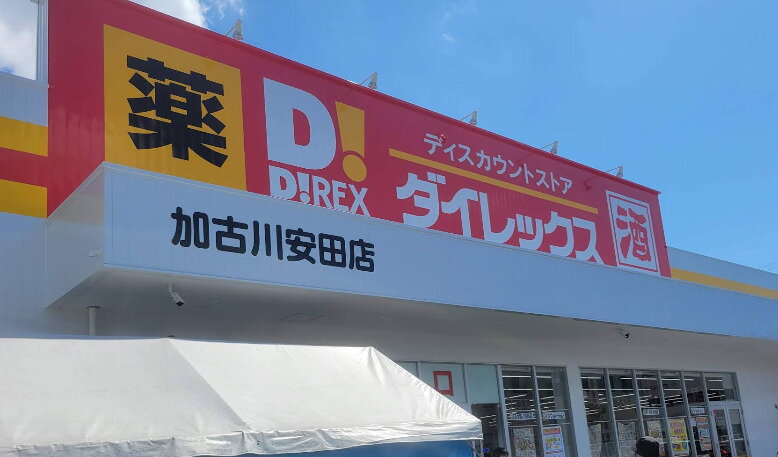 薬
D!
D!REX
ディスカウントストア
ダイレックス
酒
加古川安田店